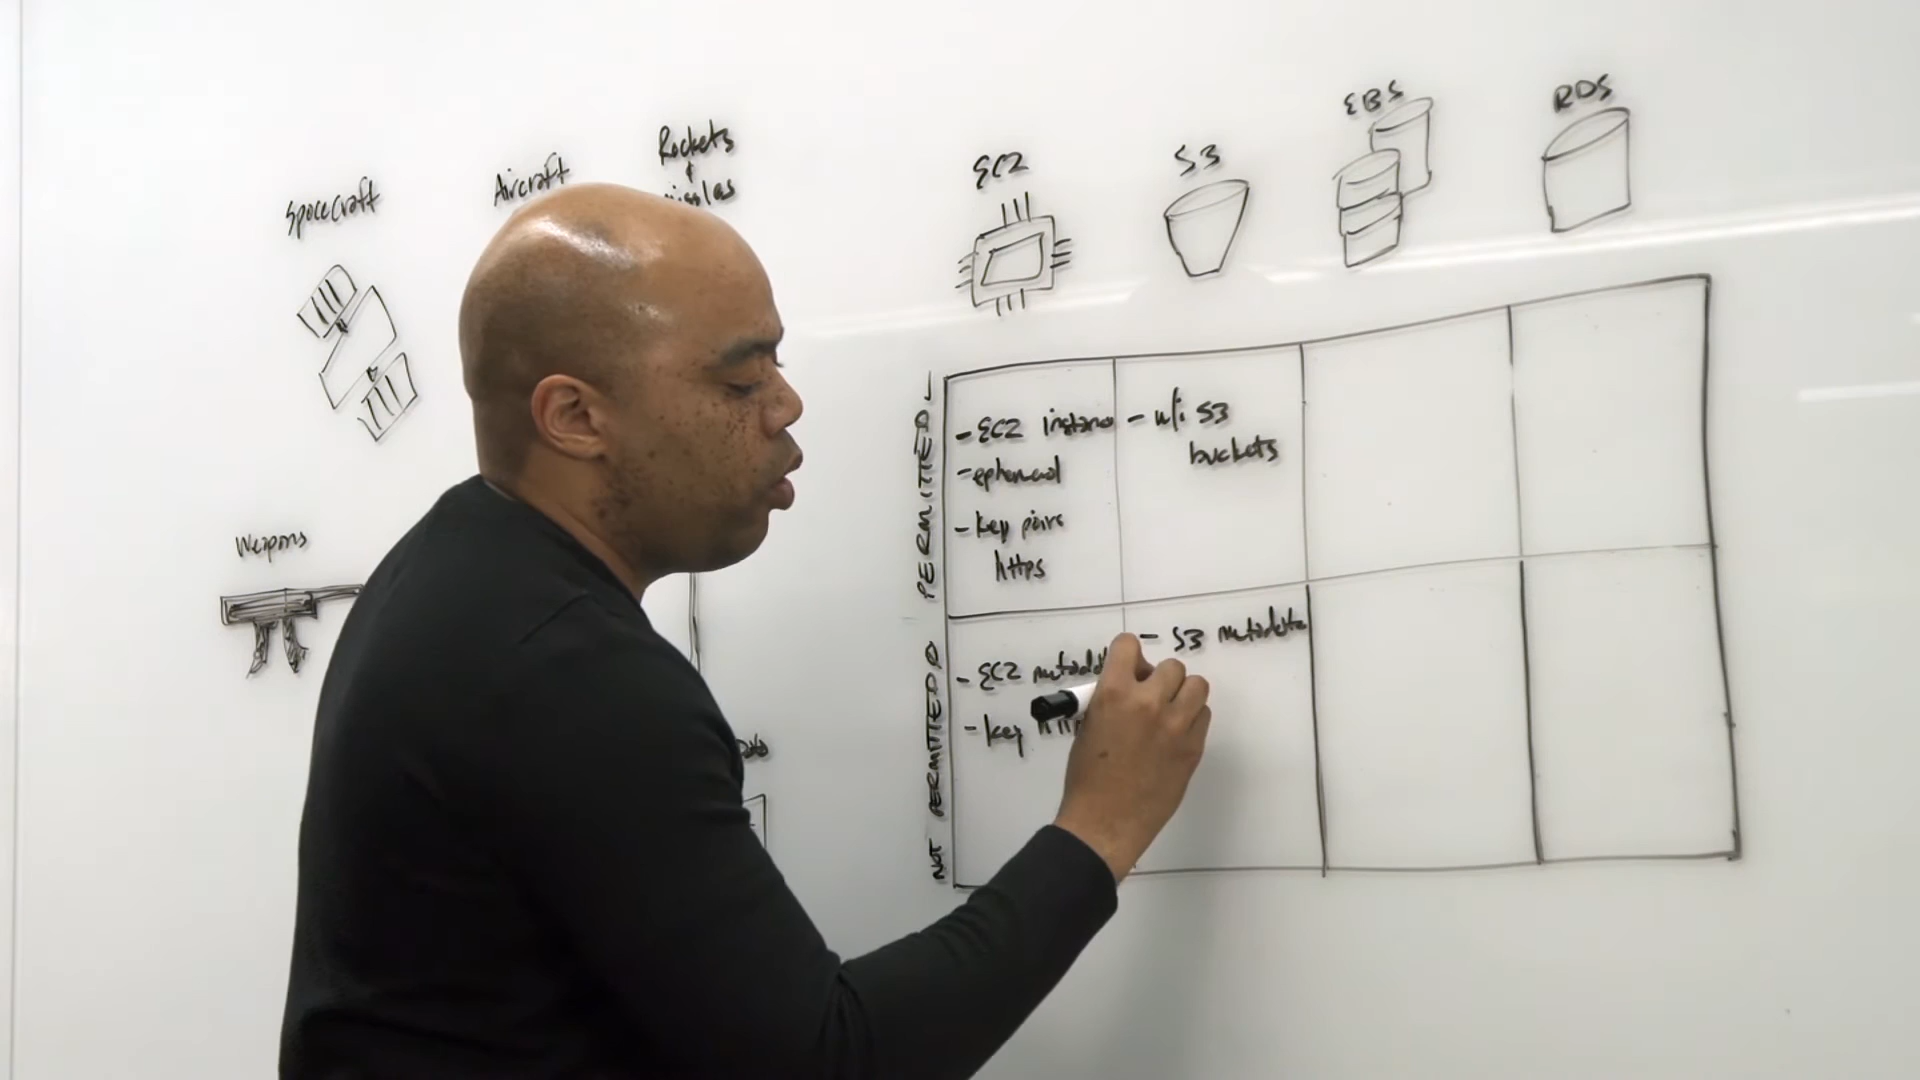 Spacecraft
Aircraft
Rockets
Weapons
EC2
S3
EBS
RDS
PERMITTED
- EC2 instance
- ephemeral
- key pairs
https
- w/i S3
buckets
NOT PERMITTED
- EC2 metadata
- key
- S3 metadata